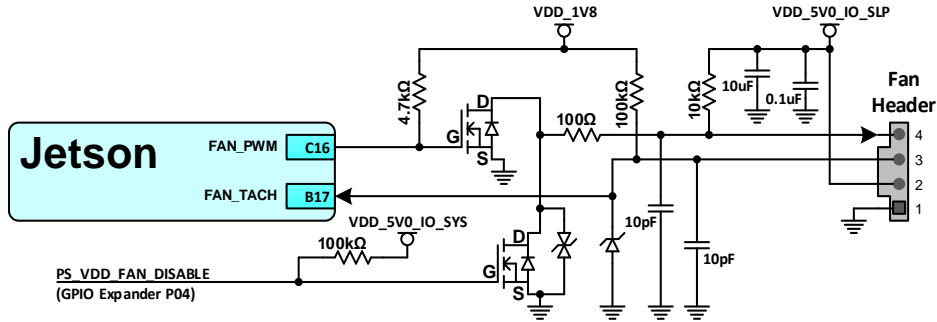 VDD_1V8
VDD_5V0_IO_SLP
4.7kΩ
100kΩ
10kΩ
10uF
0.1uF
Fan
Header
D
G
S
100Ω
Jetson
FAN_PWM
C16
4
3
FAN_TACH
B17
2
1
VDD_5V0_IO_SYS
100kΩ
10pF
10pF
D
G
S
PS_VDD_FAN_DISABLE
(GPIO Expander P04)